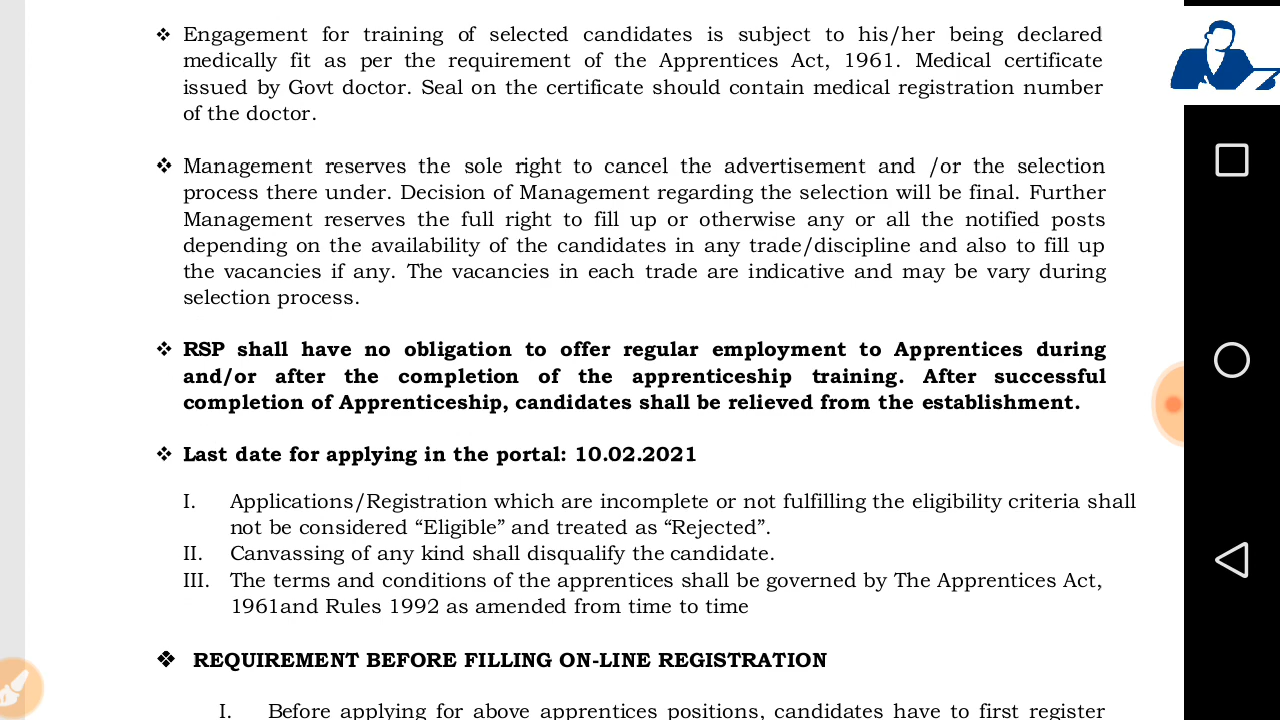 ❖ Engagement for training of selected candidates is subject to his/her being declared
medically fit as per the requirement of the Apprentices Act, 1961. Medical certificate
issued by Govt doctor. Seal on the certificate should contain medical registration number
of the doctor.
❖ Management reserves the sole right to cancel the advertisement and /or the selection
process there under. Decision of Management regarding the selection will be final. Further
Management reserves the full right to fill up or otherwise any or all the notified posts
depending on the availability of the candidates in any trade/discipline and also to fill up
the vacancies if any. The vacancies in each trade are indicative and may be vary during
selection process.
❖ RSP shall have no obligation to offer regular employment to Apprentices during
and/or after the completion of the apprenticeship training. After successful
completion of Apprenticeship, candidates shall be relieved from the establishment.
❖ Last date for applying in the portal: 10.02.2021
I. Applications/Registration which are incomplete or not fulfilling the eligibility criteria shall
not be considered “Eligible” and treated as “Rejected”.
II. Canvassing of any kind shall disqualify the candidate.
III. The terms and conditions of the apprentices shall be governed by The Apprentices Act,
1961and Rules 1992 as amended from time to time
❖ REQUIREMENT BEFORE FILLING ON-LINE REGISTRATION
I. Before applying for above apprentices positions, candidates have to first register